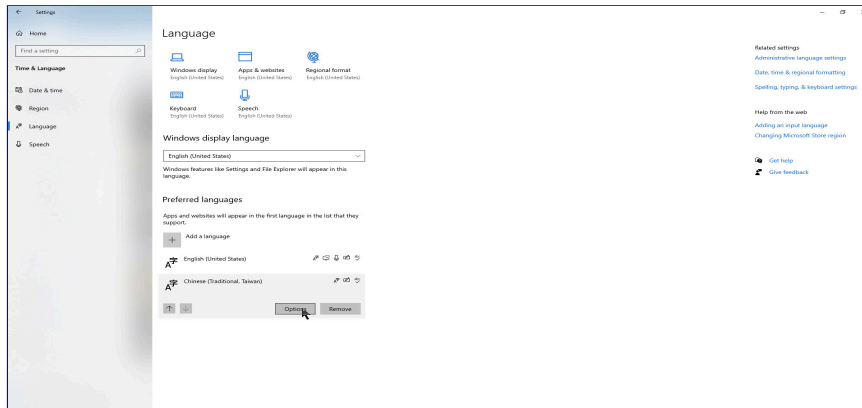 Settings
Home
Find a setting
Time & Language
Date & time
Region
Language
Speech
Language
Windows display
English (United States)
Apps & websites
English (United States)
Regional format
English (United States)
Keyboard
English (United States)
Speech
English (United States)
Windows display language
English (United States)
Windows features like Settings and File Explorer will appear in this
language.
Preferred languages
Apps and websites will appear in the first language in the list that they
support.
Add a language
English (United States)
Chinese (Traditional, Taiwan)
Options
Remove
Related settings
Administrative language settings
Date, time & regional formatting
Spelling, typing, & keyboard settings
Help from the web
Adding an input language
Changing Microsoft Store region
Get help
Give feedback